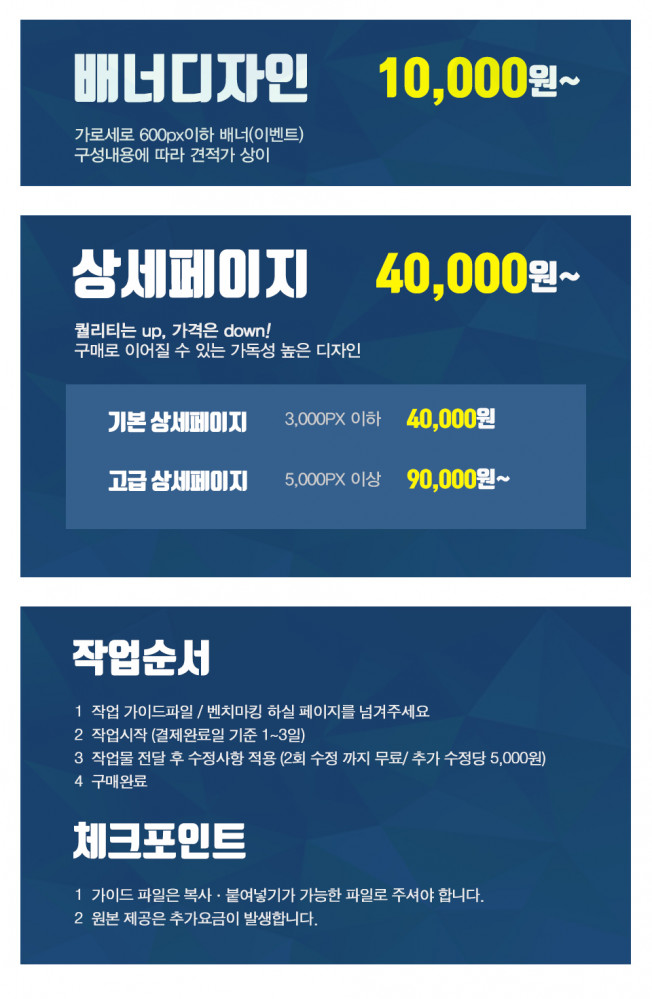 배너디자인 10,000원~
가로세로 600px이하 배너(이벤트)
구성내용에 따라 견적가 상이
상세페이지 40,000원~
퀄리티는 up, 가격은 down!
구매로 이어질 수 있는 가독성 높은 디자인
기본 상세페이지 3,000PX 이하 40,000원
고급 상세페이지 5,000PX 이상 90,000원~
작업순서
1 작업 가이드파일 / 벤치마킹 하실 페이지를 넘겨주세요
2 작업시작 (결제완료일 기준 1~3일)
3 작업물 전달 후 수정사항 적용 (2회 수정 까지 무료/ 추가 수정당 5,000원)
4 구매완료
체크포인트
1 가이드 파일은 복사 · 붙여넣기가 가능한 파일로 주셔야 합니다.
2 원본 제공은 추가요금이 발생합니다.